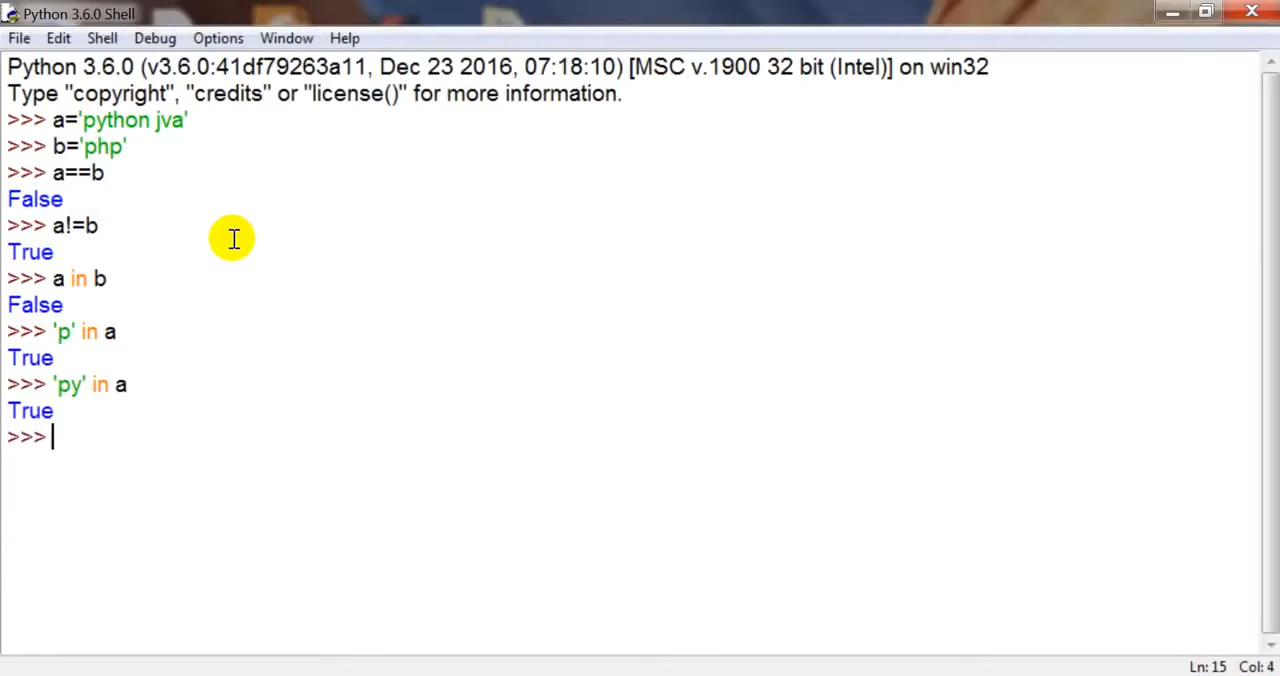 Python 3.6.0 Shell
File Edit Shell Debug Options Window Help
Python 3.6.0 (v3.6.0:41df79263a11, Dec 23 2016, 07:18:10) [MSC v.1900 32 bit (Intel)] on win32
Type "copyright", "credits" or "license()" for more information.
>>> a='python jva'
>>> b='php'
>>> a==b
False
>>> a!=b
True
>>> a in b
False
>>> 'p' in a
True
>>> 'py' in a
True
>>>
Ln: 15 Col: 4